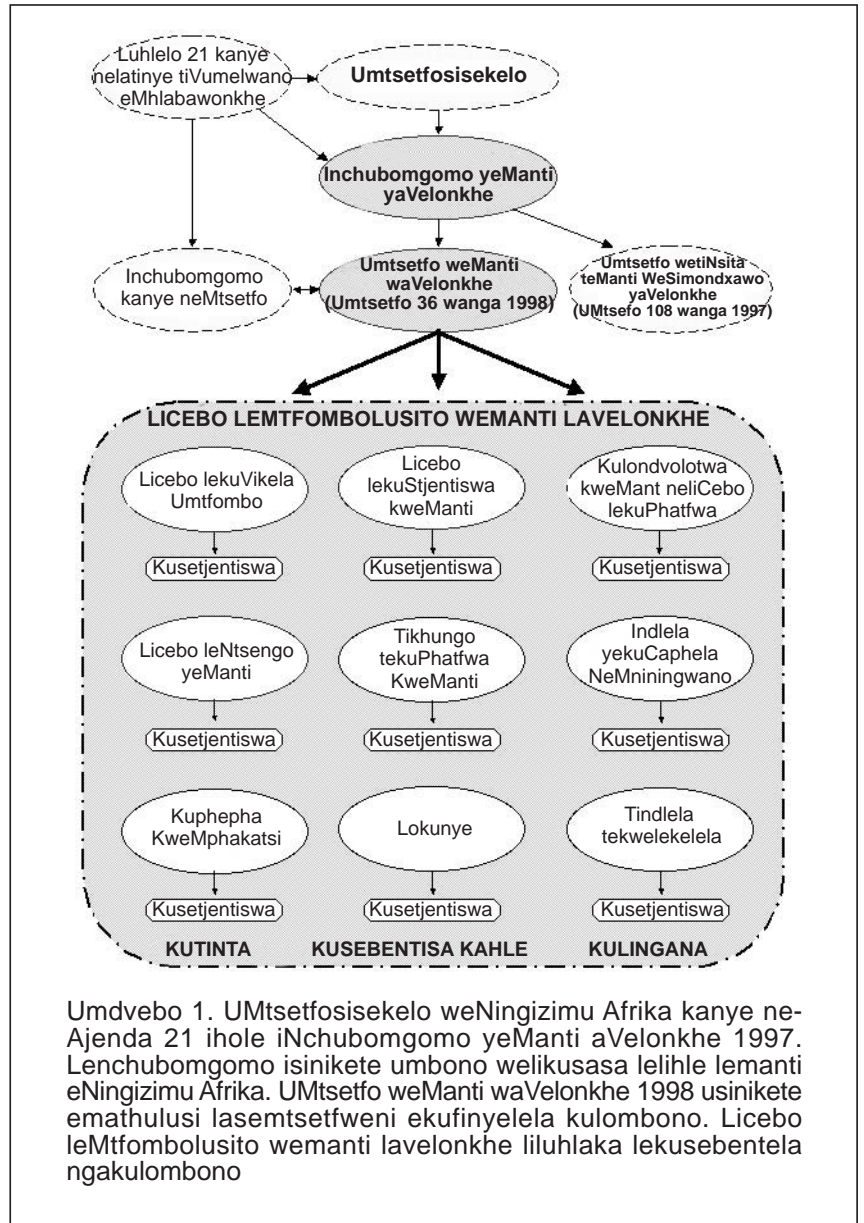 Luhlelo 21 kanye
nelatinye tiVumelwano
eMhlabawonkhe
Umtsetfosisekelo
Inchubomgomo yeManti
yaVelonkhe
Inchubomgomo
kanye neMtsetfo
Umtsetfo weManti
waVelonkhe
(Umtsetfo 36 wanga 1998)
Umtsetfo wetiNsita
teManti WeSimondxawo
yaVelonkhe
(UMtsefo 108 wanga 1997)
LICEBO LEMTFOMBOLUSITO WEMANTI LAVELONKHE
Licebo lekuVikela
Umtfombo
Licebo
lekuStjentiswa
kweManti
Kulondvolotwa
kweMant neliCebo
lekuPhatfwa
Kusetjentiswa
Kusetjentiswa
Kusetjentiswa
Licebo leNtsengo
yeManti
Tikhungo
tekuPhatfwa
KweManti
Indlela
yekuCaphela
NeMniningwano
Kusetjentiswa
Kusetjentiswa
Kusetjentiswa
Kuphepha
KweMphakatsi
Lokunye
Tindlela
tekwelekelela
Kusetjentiswa
Kusetjentiswa
Kusetjentiswa
KUTINTA
KUSEBENTISA KAHLE
KULINGANA
Umdvebo 1. UMtsetfosisekelo weNingizimu Afrika kanye ne-
Ajenda 21 ihole iNchubomgomo yeManti aVelonkhe 1997.
Lenchubomgomo isinikete umbono welikusasa lelihle lemanti
eNingizimu Afrika. UMtsetfo weManti waVelonkhe 1998 usinikete
emathulusi lasemtsetfweni ekufinyelela kulombono. Licebo
leMtfombolusito wemanti lavelonkhe liluhlaka lekusebentela
ngakulombono